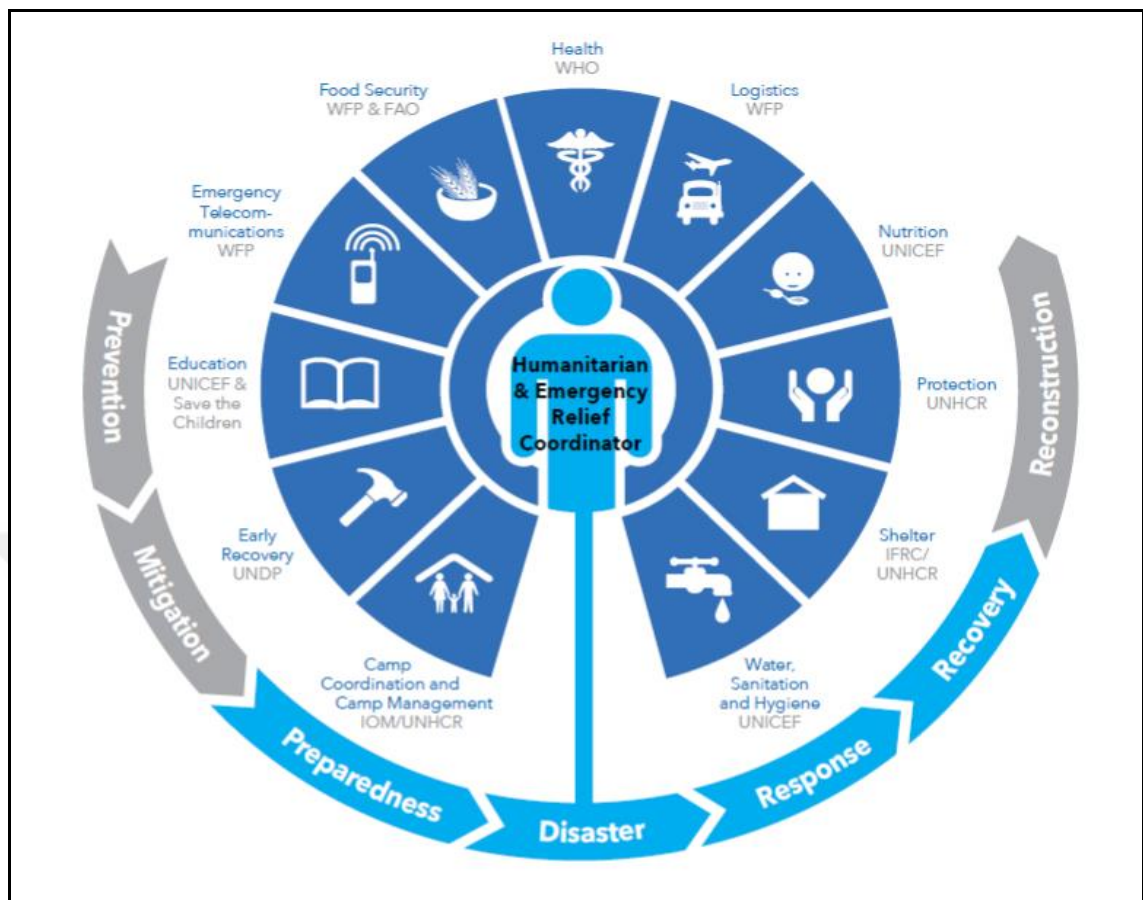 Health
WHO
Logistics
WFP
Food Security
WFP & FAO
Emergency
Telecom-
munications
WFP
Nutrition
UNICEF
Education
UNICEF &
Save the
Children
Humanitarian
& Emergency
Relief
Coordinator
Protection
UNHCR
Early
Recovery
UNDP
Shelter
IFRC/
UNHCR
Camp
Coordination and
Camp Management
IOM/UNHCR
Water,
Sanitation
and Hygiene
UNICEF
Prevention
Mitigation
Preparedness
Disaster
Response
Recovery
Reconstruction